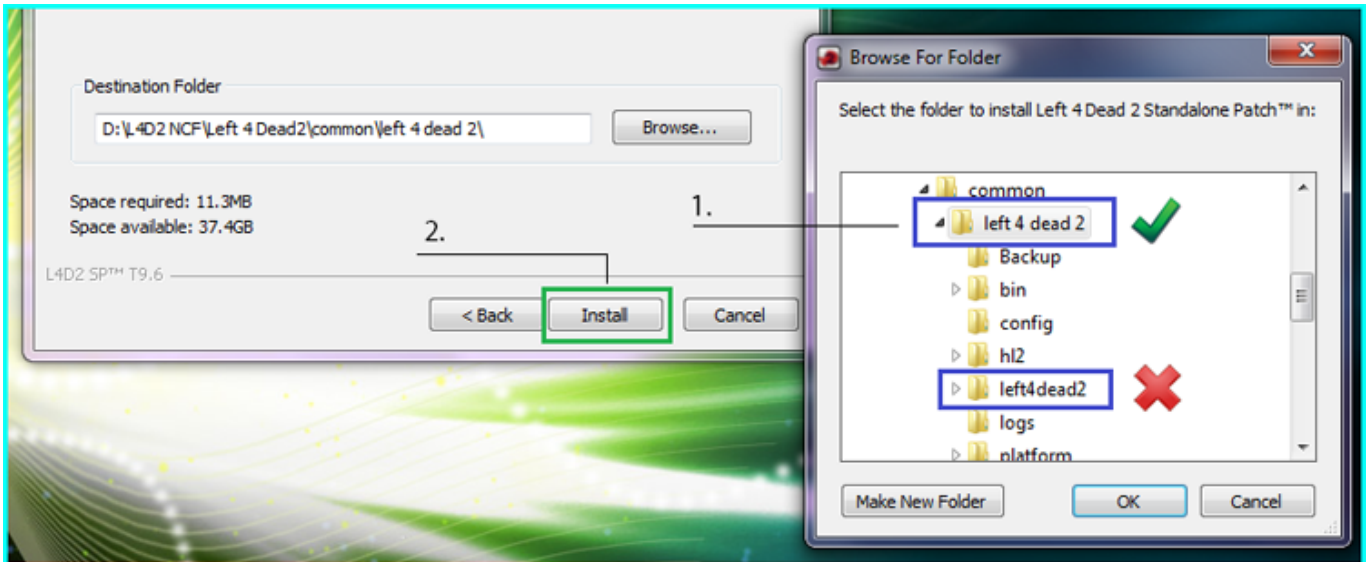 Destination Folder
D:\L4D2 NCF\Left 4 Dead2\common\left 4 dead 2\
Browse...
Space required: 11.3MB
Space available: 37.4GB
2.
L4D2 SP™ T9.6
< Back
Install
Cancel
1.
Browse For Folder
Select the folder to install Left 4 Dead 2 Standalone Patch™ in:
common
left 4 dead 2
Backup
bin
config
hl2
left4dead2
logs
platform
Make New Folder
OK
Cancel